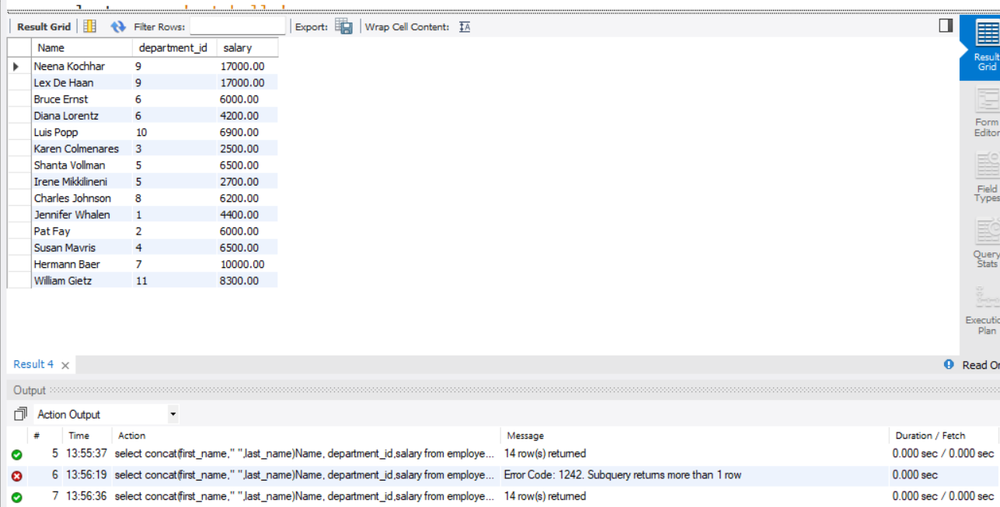 Result Grid Filter Rows: Export: Wrap Cell Content:
Name department_id salary
Neena Kochhar 9 17000.00
Lex De Haan 9 17000.00
Bruce Ernst 6 6000.00
Diana Lorentz 6 4200.00
Luis Popp 10 6900.00
Karen Colmenares 3 2500.00
Shanta Vollman 5 6500.00
Irene Mikkilineni 5 2700.00
Charles Johnson 8 6200.00
Jennifer Whalen 1 4400.00
Pat Fay 2 6000.00
Susan Mavris 4 6500.00
Hermann Baer 7 10000.00
William Gietz 11 8300.00
Result
Grid
Form
Editor
Field
Types
Query
Stats
Executio
Plan
Result 4 Read On
Output
Action Output
# Time Action Message Duration / Fetch
5 13:55:37 select concat(first_name," ",last_name)Name, department_id,salary from employe... 14 row(s) returned 0.000 sec / 0.000 sec
6 13:56:19 select concat(first_name," ",last_name)Name, department_id,salary from employe... Error Code: 1242. Subquery returns more than 1 row 0.000 sec
7 13:56:36 select concat(first_name," ",last_name)Name, department_id,salary from employe... 14 row(s) returned 0.000 sec / 0.000 sec